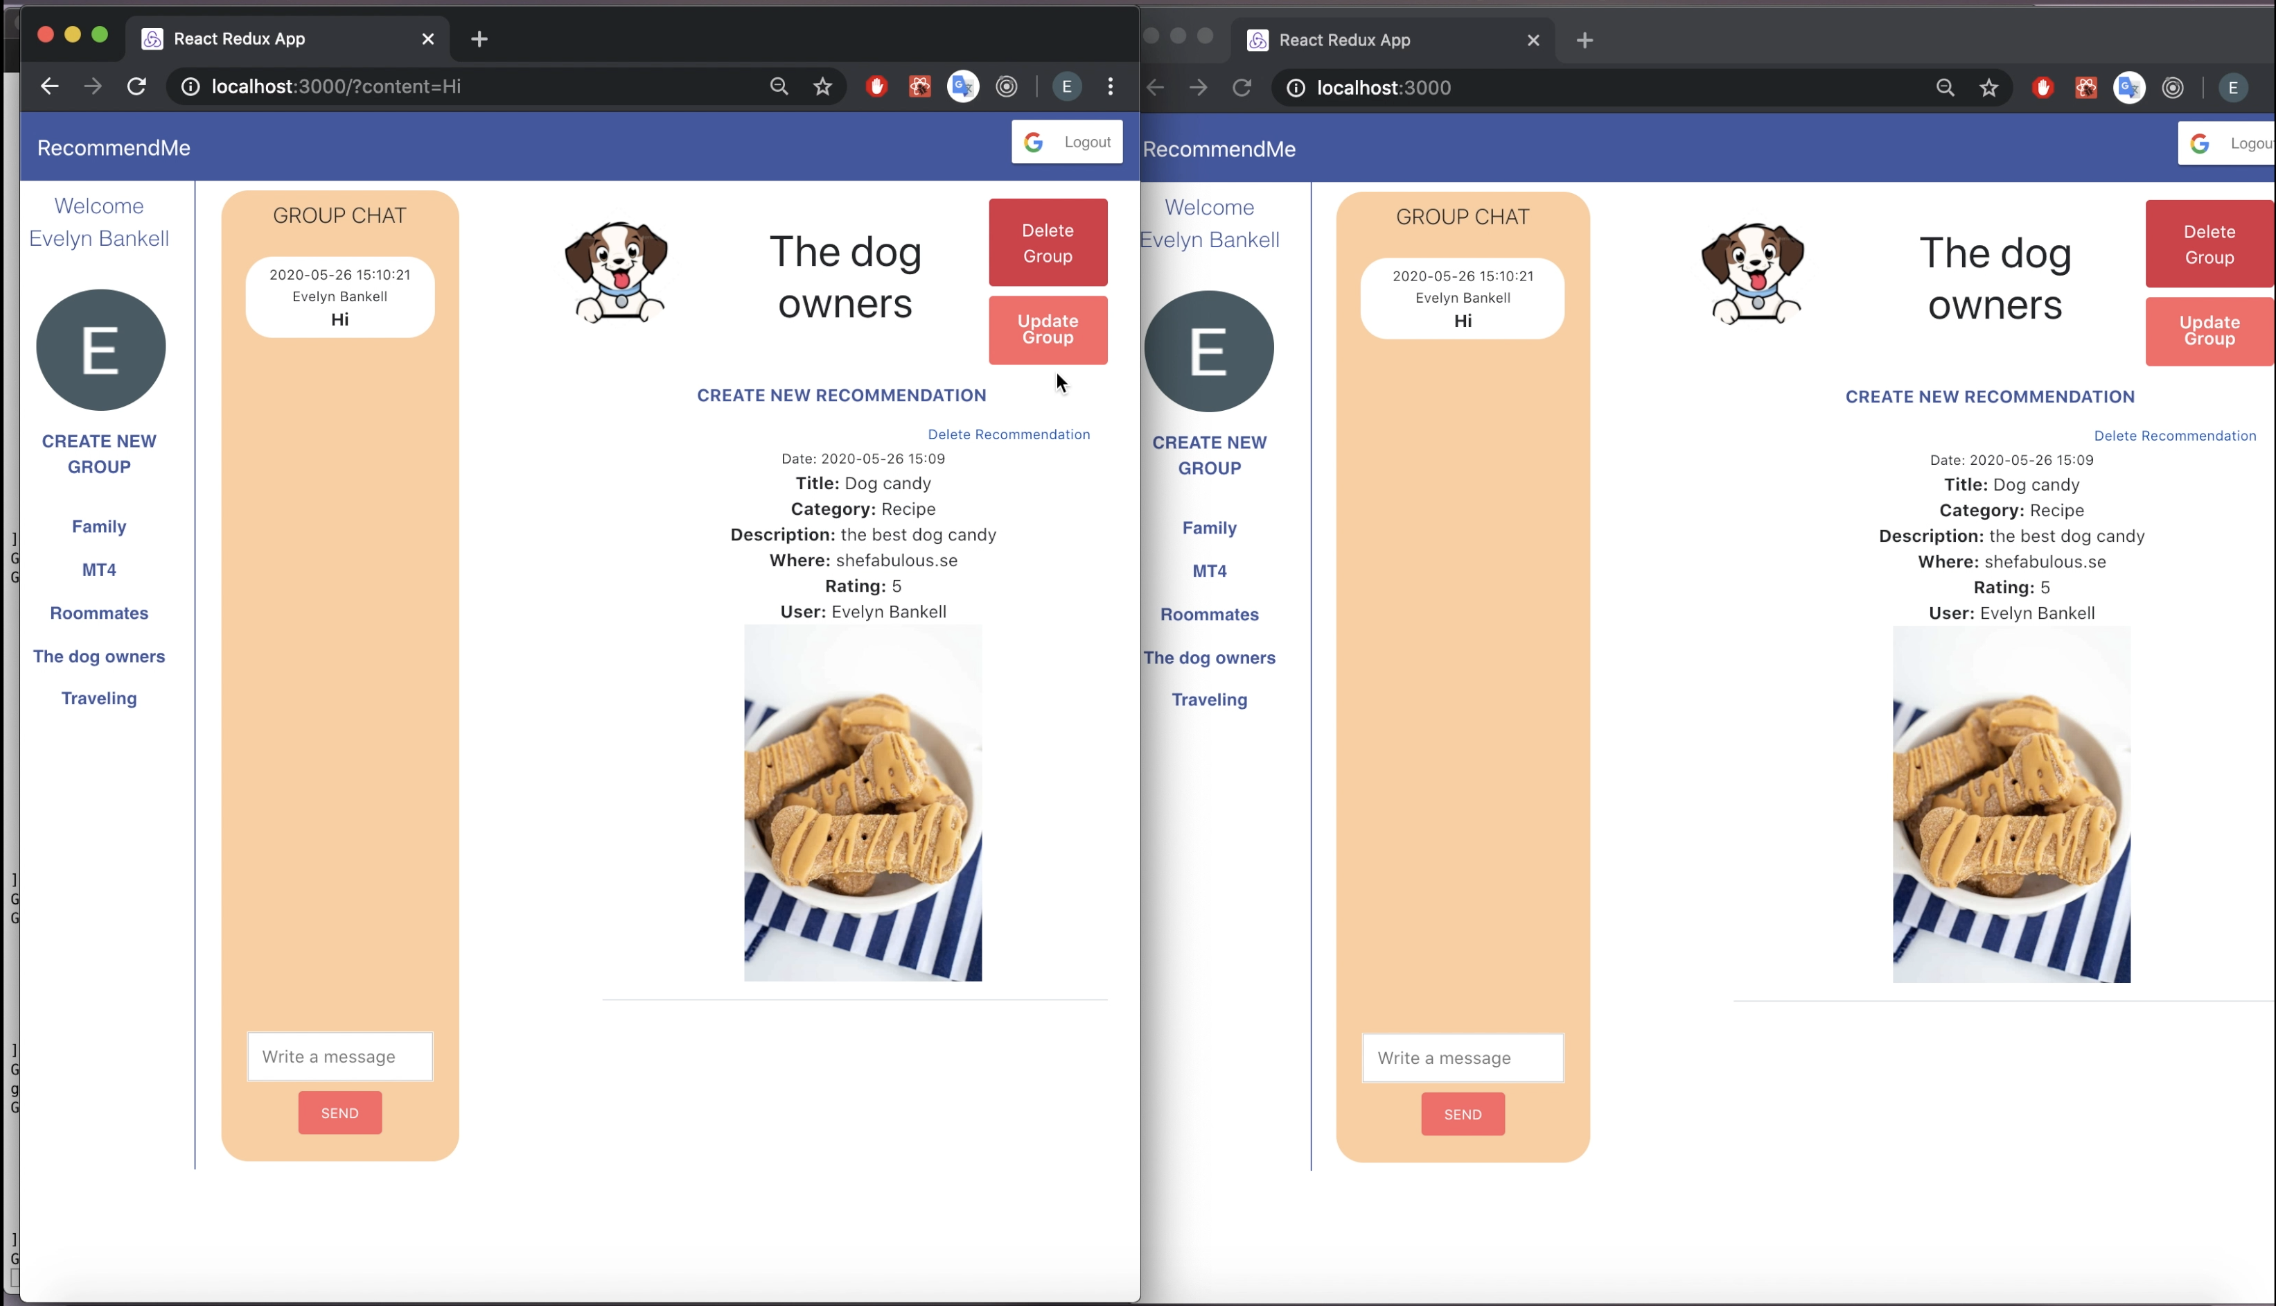 React Redux App
localhost:3000/?content=Hi
E
RecommendMe
G Logout
Welcome
Evelyn Bankell
E
CREATE NEW
GROUP
Family
MT4
Roommates
The dog owners
Traveling
GROUP CHAT
2020-05-26 15:10:21
Evelyn Bankell
Hi
Write a message
SEND
The dog
owners
Delete
Group
Update
Group
CREATE NEW RECOMMENDATION
Delete Recommendation
Date: 2020-05-26 15:09
Title: Dog candy
Category: Recipe
Description: the best dog candy
Where: shefabulous.se
Rating: 5
User: Evelyn Bankell
React Redux App
localhost:3000
E
RecommendMe
G Logou
Welcome
Evelyn Bankell
E
CREATE NEW
GROUP
Family
MT4
Roommates
The dog owners
Traveling
GROUP CHAT
2020-05-26 15:10:21
Evelyn Bankell
Hi
Write a message
SEND
The dog
owners
Delete
Group
Update
Group
CREATE NEW RECOMMENDATION
Delete Recommendation
Date: 2020-05-26 15:09
Title: Dog candy
Category: Recipe
Description: the best dog candy
Where: shefabulous.se
Rating: 5
User: Evelyn Bankell